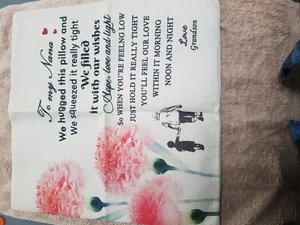 To my Nana
We hugged this pillow and
We squeezed it really tight
We filled
it with our wishes
Hope love and light
So WHEN YOU'RE FEELNG LOW
JUST HOLD IT REALLY TIGHT
YOU'LL FEEL OUR LOVE
WITHIN IT MORNING
NOON AND NIGHT
Love
Grandson